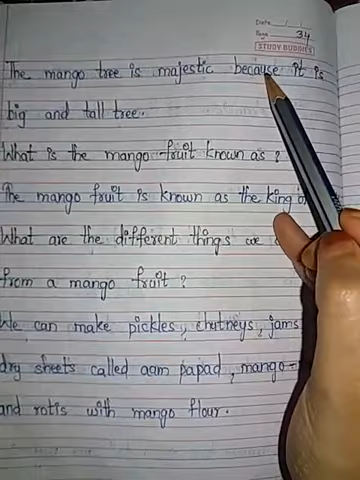 Date / /
Page 34
STUDY BUDDIES
The mango tree is majestic because it is
big and tall tree.
What is the mango fruit known as ?
The mango fruit is known as the king
What are the different things we
from a mango fruit ?
We can make pickles, chutneys, jams
dry sheets called aam papad, mango
and rotis with mango flour.